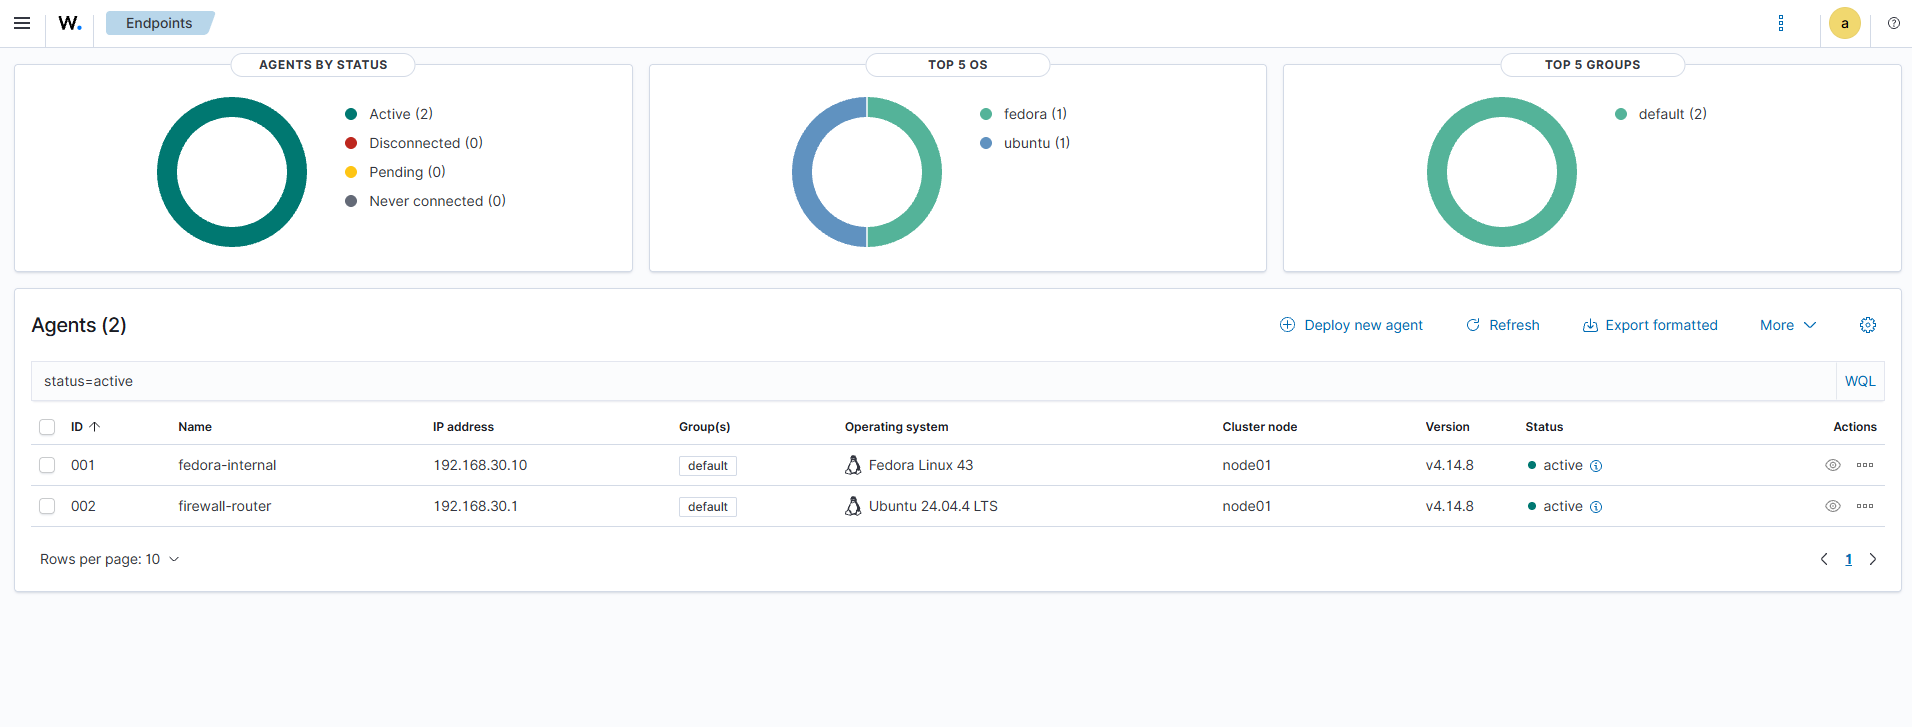 W. Endpoints a
AGENTS BY STATUS
Active (2)
Disconnected (0)
Pending (0)
Never connected (0)
TOP 5 OS
fedora (1)
ubuntu (1)
TOP 5 GROUPS
default (2)
Agents (2) Deploy new agent Refresh Export formatted More
status=active WQL
ID Name IP address Group(s) Operating system Cluster node Version Status Actions
001 fedora-internal 192.168.30.10 default Fedora Linux 43 node01 v4.14.8 active
002 firewall-router 192.168.30.1 default Ubuntu 24.04.4 LTS node01 v4.14.8 active
Rows per page: 10 1